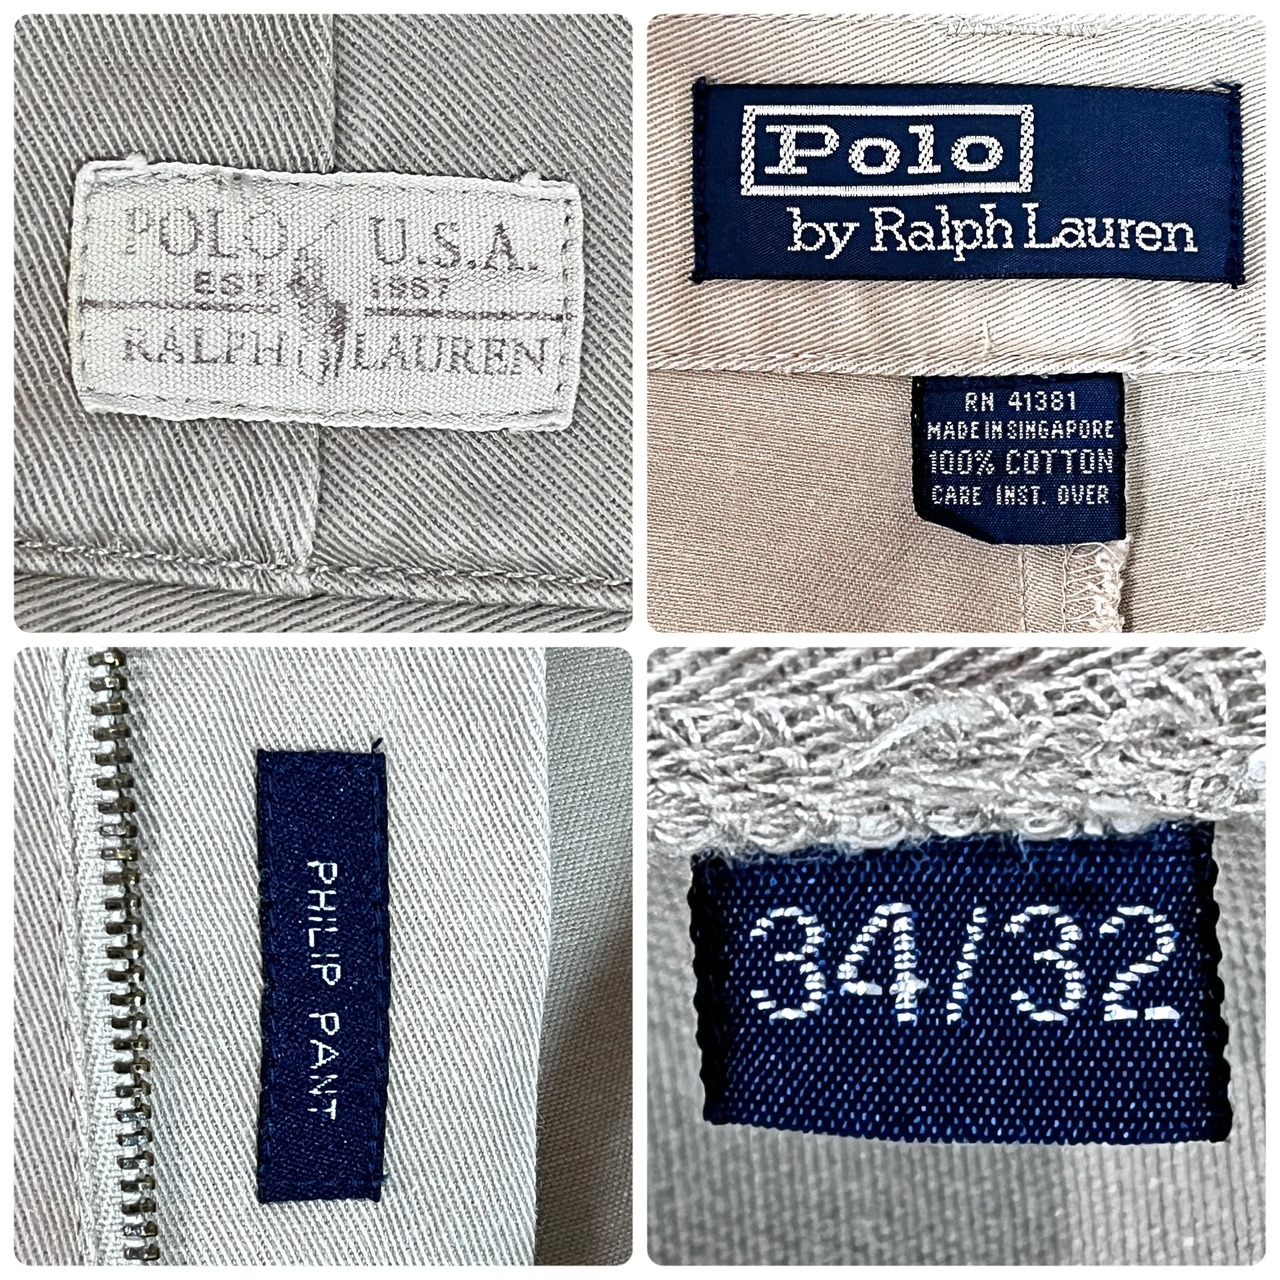 POLO U.S.A.
EST 1967
RALPH LAUREN
Polo
by Ralph Lauren
RN 41381
MADE IN SINGAPORE
100% COTTON
CARE INST. OVER
PHILIP PANT
34/32